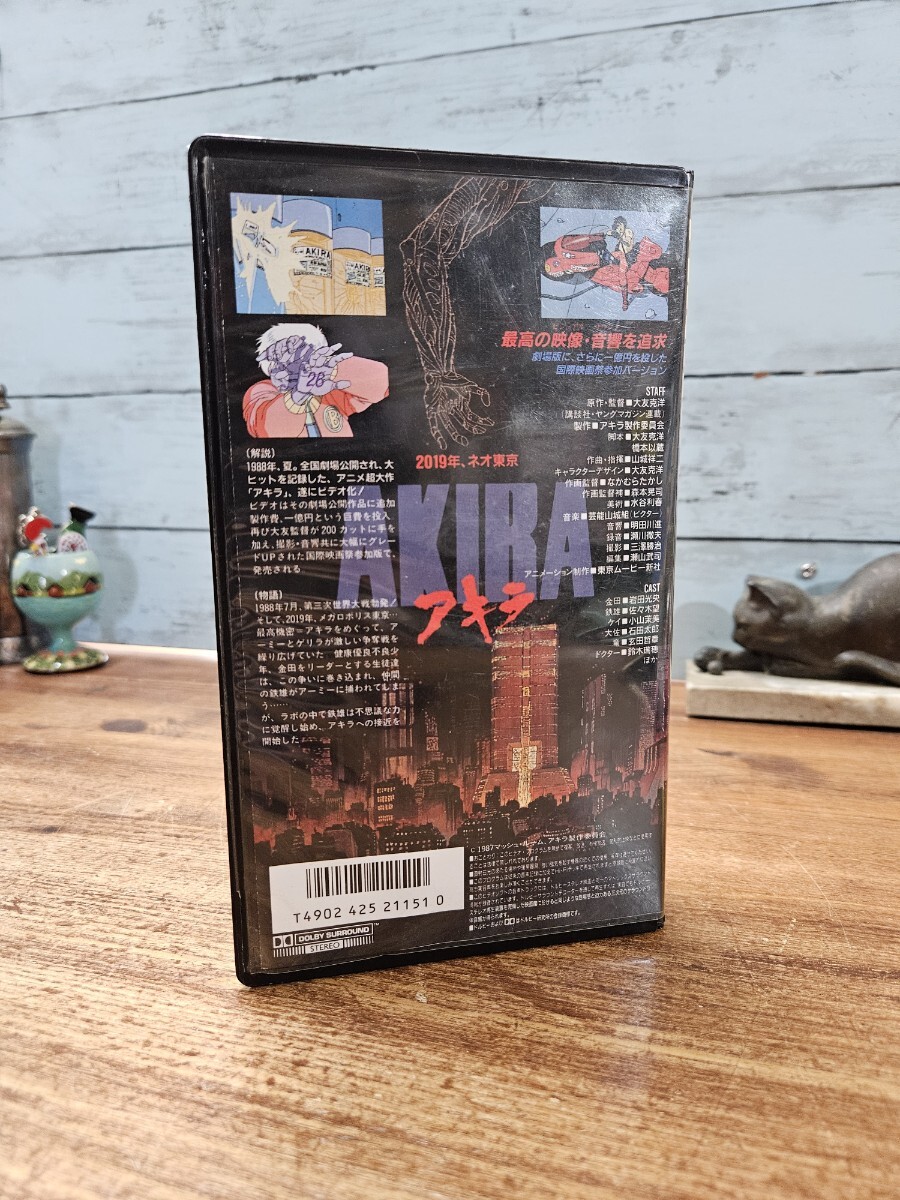 AKIRA
AKIRA
28
最高の映像・音響を追求
劇場版に、さらに一億円を投じた
国際映画祭参加バージョン
STAFF
原作・監督■大友克洋
(講談社・ヤングマガジン連載)
製作■アキラ製作委員会
脚本■大友克洋
橋本以蔵
作曲・指揮■山城祥二
キャラクターデザイン■大友克洋
作画監督■なかむらたかし
作画監督補■森本晃司
美術■水谷利春
音楽■芸能山城組(ビクター)
音響■明田川進
録音■瀬川徹夫
撮影■三澤勝治
編集■瀬山武司
アニメーション制作■東京ムービー新社
CAST
金田■岩田光央
鉄雄■佐々木望
ケイ■小山茉美
大佐■石田太郎
竜■玄田哲章
ドクター■鈴木瑞穂
ほか
(解説)
1988年、夏。全国劇場公開され、大
ヒットを記録した、アニメ超大作
「アキラ」、遂にビデオ化!
ビデオはその劇場公開作品に追加
製作費、一億円という自費を投入、
再び大友監督が200カットに手を
加え、撮影・音響共に大幅にグレー
ドUPされた国際映画祭参加版で、
発売される。
(物語)
1988年7月、第三次世界大戦勃発!
そして、2019年、メガロポリス東京…
最高機密=アキラをめぐって、ア
ーミーとゲリラが激しい争奪戦を
繰り広げていた。健康優良不良少
年、金田をリーダーとする生徒達
は、この争いに巻き込まれ、仲間
の鉄雄がアーミーに捕われてしま
う……
が、ラボの中で鉄雄は不思議な力
に覚醒し始め、アキラへの接近を
開始した——
2019年、ネオ東京
AKIRA
アキラ
©1987マッシュ・ルーム、アキラ製作委員会
T4902 425 21151 0
DOLBY SURROUND™
STEREO